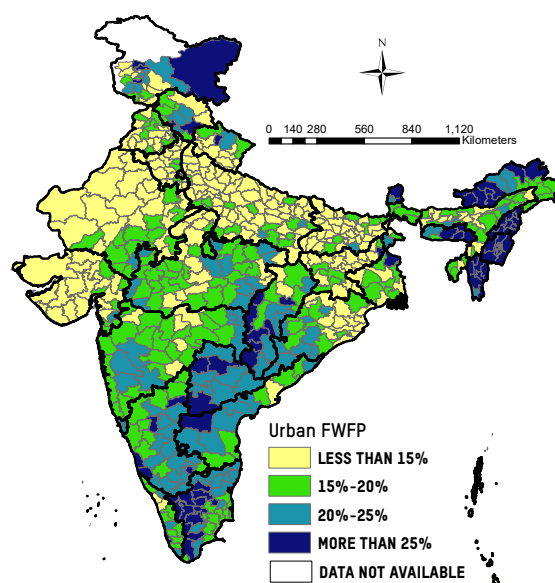 N
0 140 280 560 840 1,120
Kilometers
Urban FWFP
LESS THAN 15%
15%-20%
20%-25%
MORE THAN 25%
DATA NOT AVAILABLE